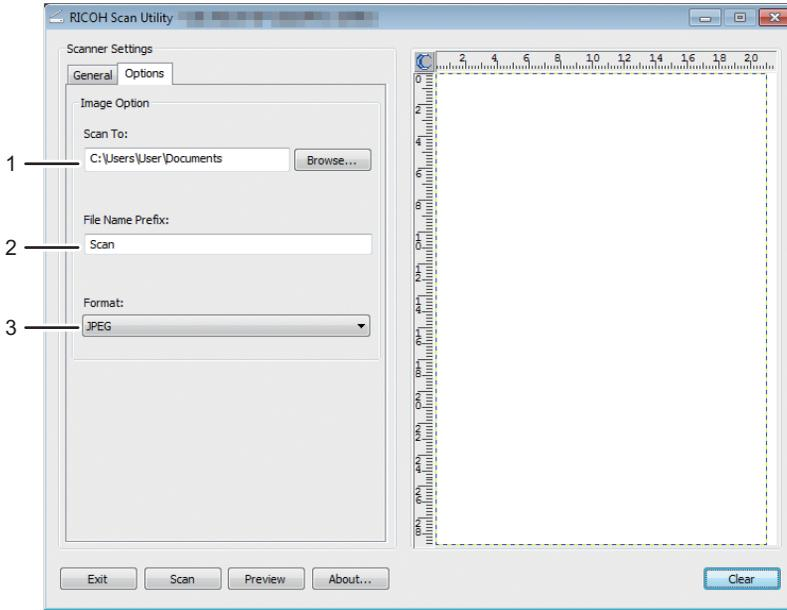 RICOH Scan Utility
Scanner Settings
General Options
Image Option
Scan To:
1
C:\Users\User\Documents Browse...
File Name Prefix:
2
Scan
Format:
3
JPEG
2 4 6 8 10 12 14 16 18 20
0
2
4
6
8
10
12
14
16
18
20
22
24
26
28
Exit Scan Preview About... Clear